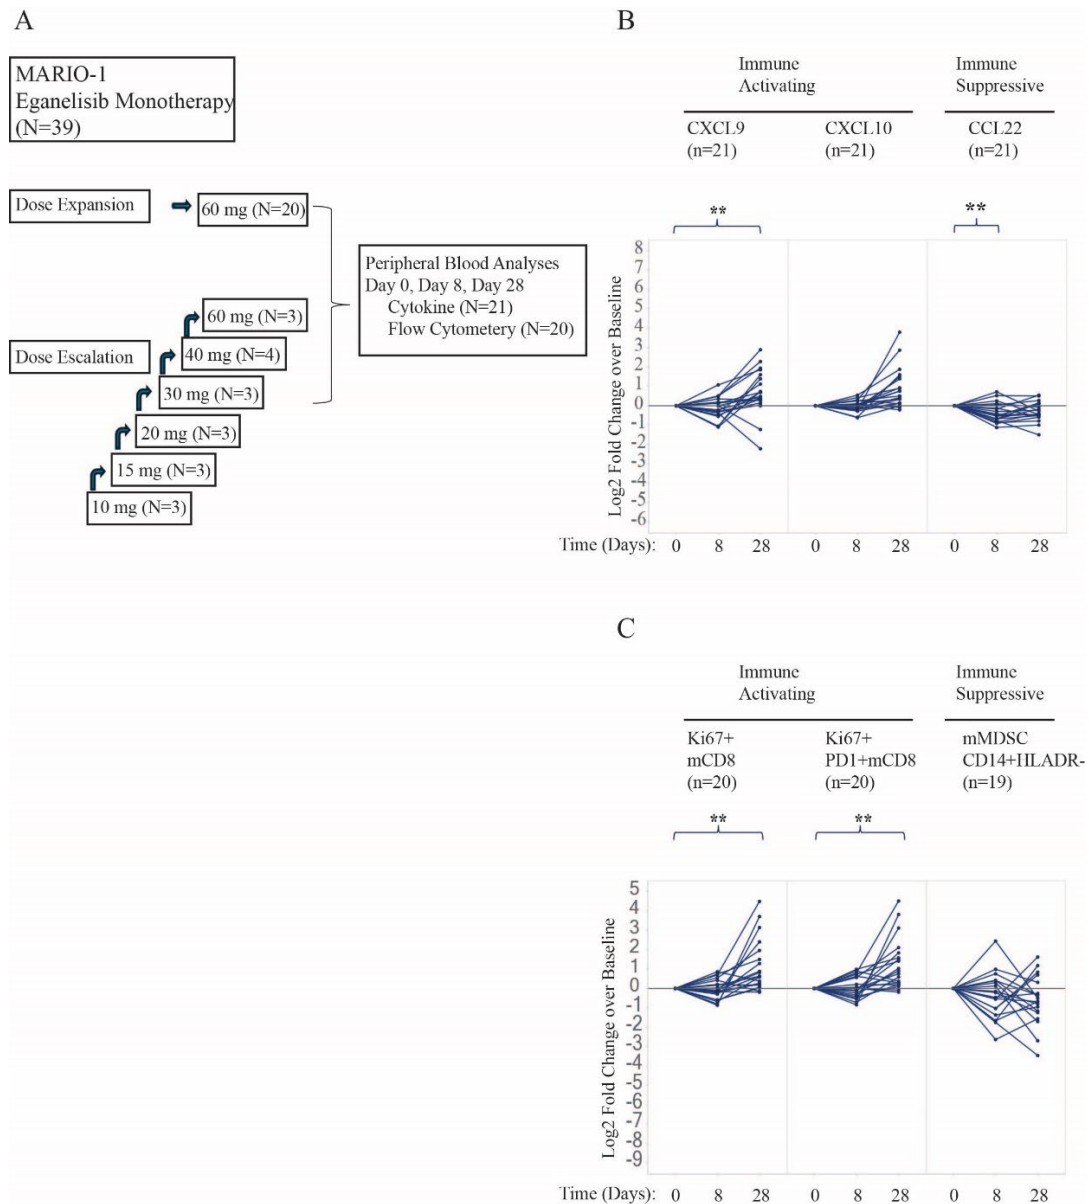 A
MARIO-1
Eganelisib Monotherapy
(N=39)
Dose Expansion
60 mg (N=20)
Peripheral Blood Analyses
Day 0, Day 8, Day 28
Cytokine (N=21)
Flow Cytometery (N=20)
60 mg (N=3)
Dose Escalation
40 mg (N=4)
30 mg (N=3)
20 mg (N=3)
15 mg (N=3)
10 mg (N=3)
B
Immune
Activating
Immune
Suppressive
CXCL9
(n=21)
CXCL10
(n=21)
CCL22
(n=21)
**
**
Log2 Fold Change over Baseline
8
7
6
5
4
3
2
1
0
-1
-2
-3
-4
-5
-6
Time (Days): 0 8 28 0 8 28 0 8 28
C
Immune
Activating
Immune
Suppressive
Ki67+
mCD8
(n=20)
Ki67+
PD1+mCD8
(n=20)
mMDSC
CD14+HLADR-
(n=19)
**
**
Log2 Fold Change over Baseline
5
4
3
2
1
0
-1
-2
-3
-4
-5
-6
-7
-8
-9
Time (Days): 0 8 28 0 8 28 0 8 28